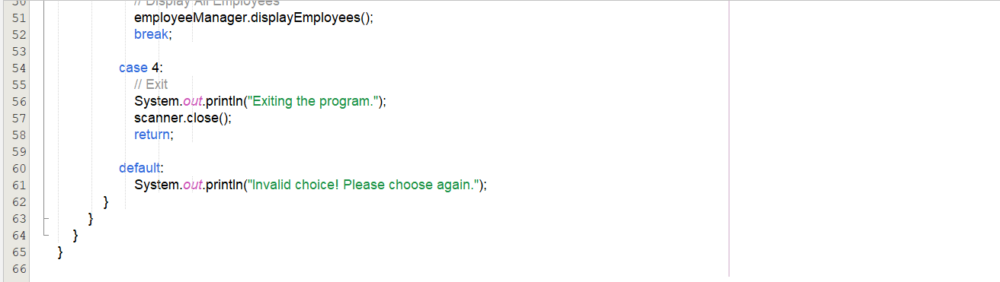 50 // Display All Employees
51 employeeManager.displayEmployees();
52 break;
53
54 case 4:
55 // Exit
56 System.out.println("Exiting the program.");
57 scanner.close();
58 return;
59
60 default:
61 System.out.println("Invalid choice! Please choose again.");
62 }
63 }
64 }
65 }
66